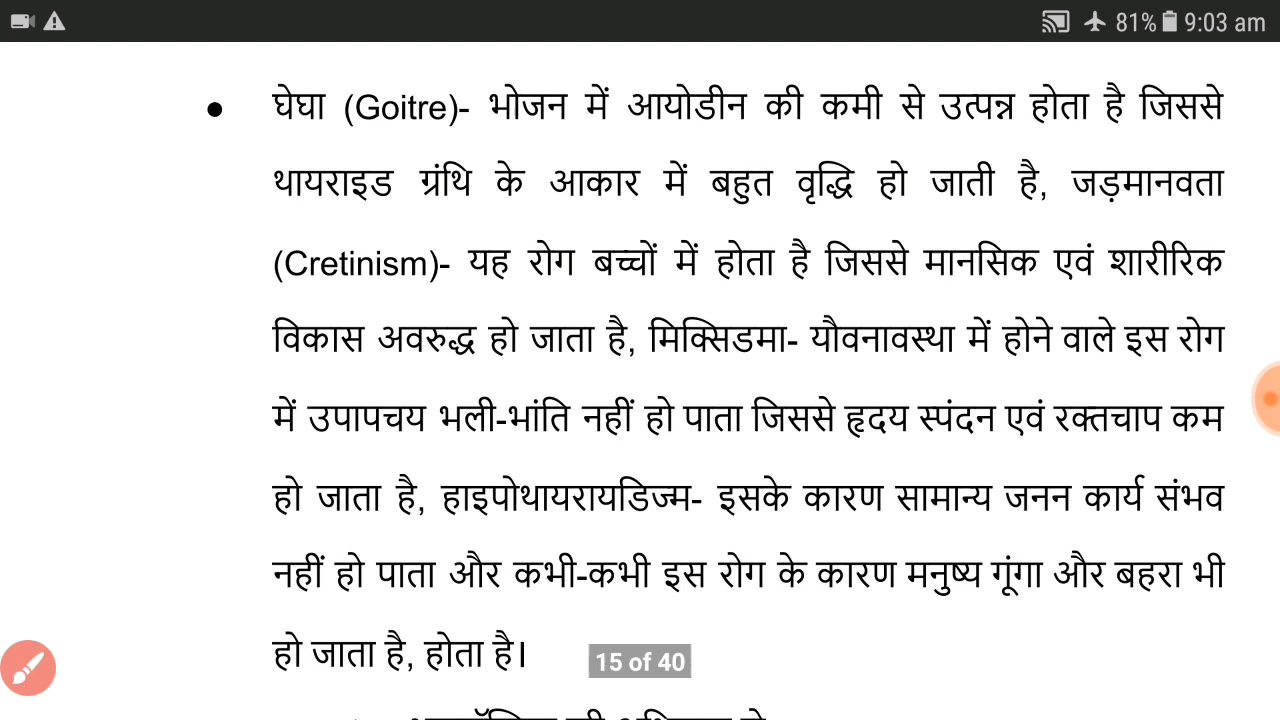 81% 9:03 am
● घेघा (Goitre)- भोजन में आयोडीन की कमी से उत्पन्न होता है जिससे
थायराइड ग्रंथि के आकार में बहुत वृद्धि हो जाती है, जड़मानवता
(Cretinism)- यह रोग बच्चों में होता है जिससे मानसिक एवं शारीरिक
विकास अवरुद्ध हो जाता है, मिक्सिडमा- यौवनावस्था में होने वाले इस रोग
में उपापचय भली-भांति नहीं हो पाता जिससे हृदय स्पंदन एवं रक्तचाप कम
हो जाता है, हाइपोथायरायडिज्म- इसके कारण सामान्य जनन कार्य संभव
नहीं हो पाता और कभी-कभी इस रोग के कारण मनुष्य गूंगा और बहरा भी
हो जाता है, होता है।
15 of 40